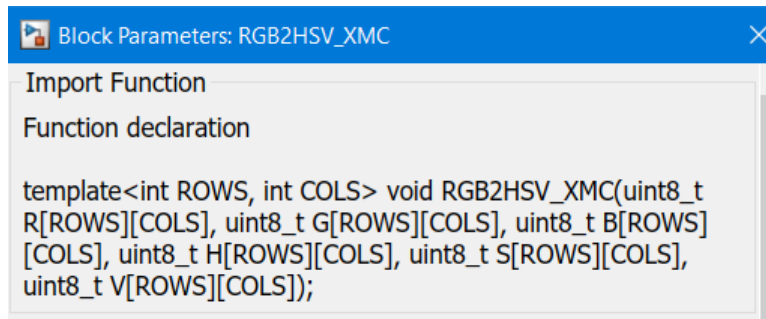 Block Parameters: RGB2HSV_XMC
Import Function
Function declaration
template<int ROWS, int COLS> void RGB2HSV_XMC(uint8_t
R[ROWS][COLS], uint8_t G[ROWS][COLS], uint8_t B[ROWS]
[COLS], uint8_t H[ROWS][COLS], uint8_t S[ROWS][COLS],
uint8_t V[ROWS][COLS]);